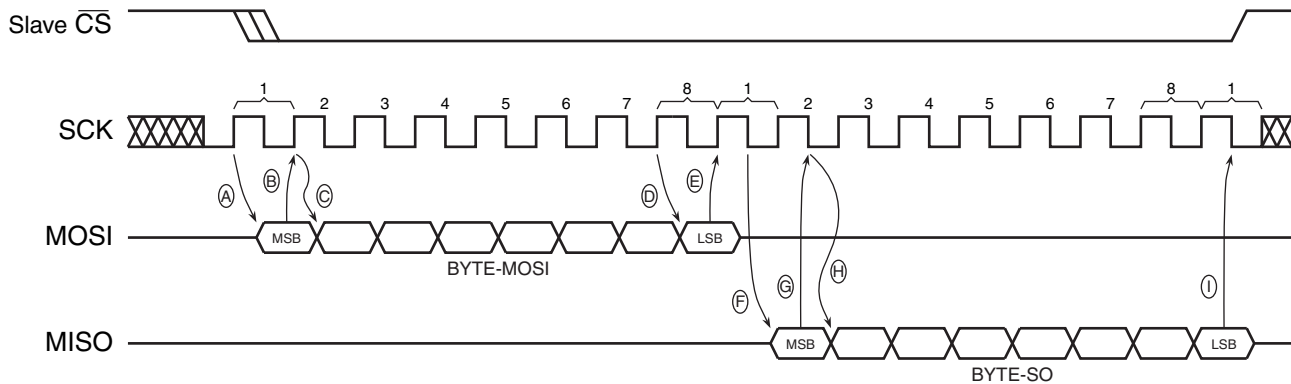 Slave CS
1 2 3 4 5 6 7 8 1 2 3 4 5 6 7 8 1
SCK
A B C D E
MOSI MSB LSB
BYTE-MOSI
F G H I
MISO MSB LSB
BYTE-SO